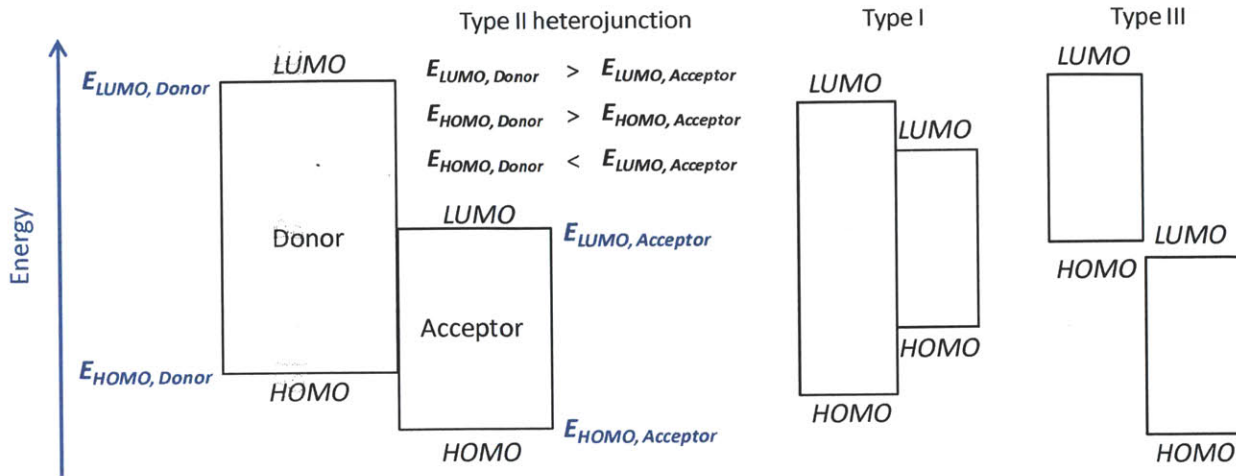 Type II heterojunction
Type I
Type III
Energy
E_LUMO, Donor
LUMO
E_LUMO, Donor > E_LUMO, Acceptor
E_HOMO, Donor > E_HOMO, Acceptor
E_HOMO, Donor < E_LUMO, Acceptor
Donor
LUMO
E_LUMO, Acceptor
Acceptor
E_HOMO, Donor
HOMO
HOMO
E_HOMO, Acceptor
LUMO
LUMO
HOMO
HOMO
LUMO
HOMO
LUMO
HOMO